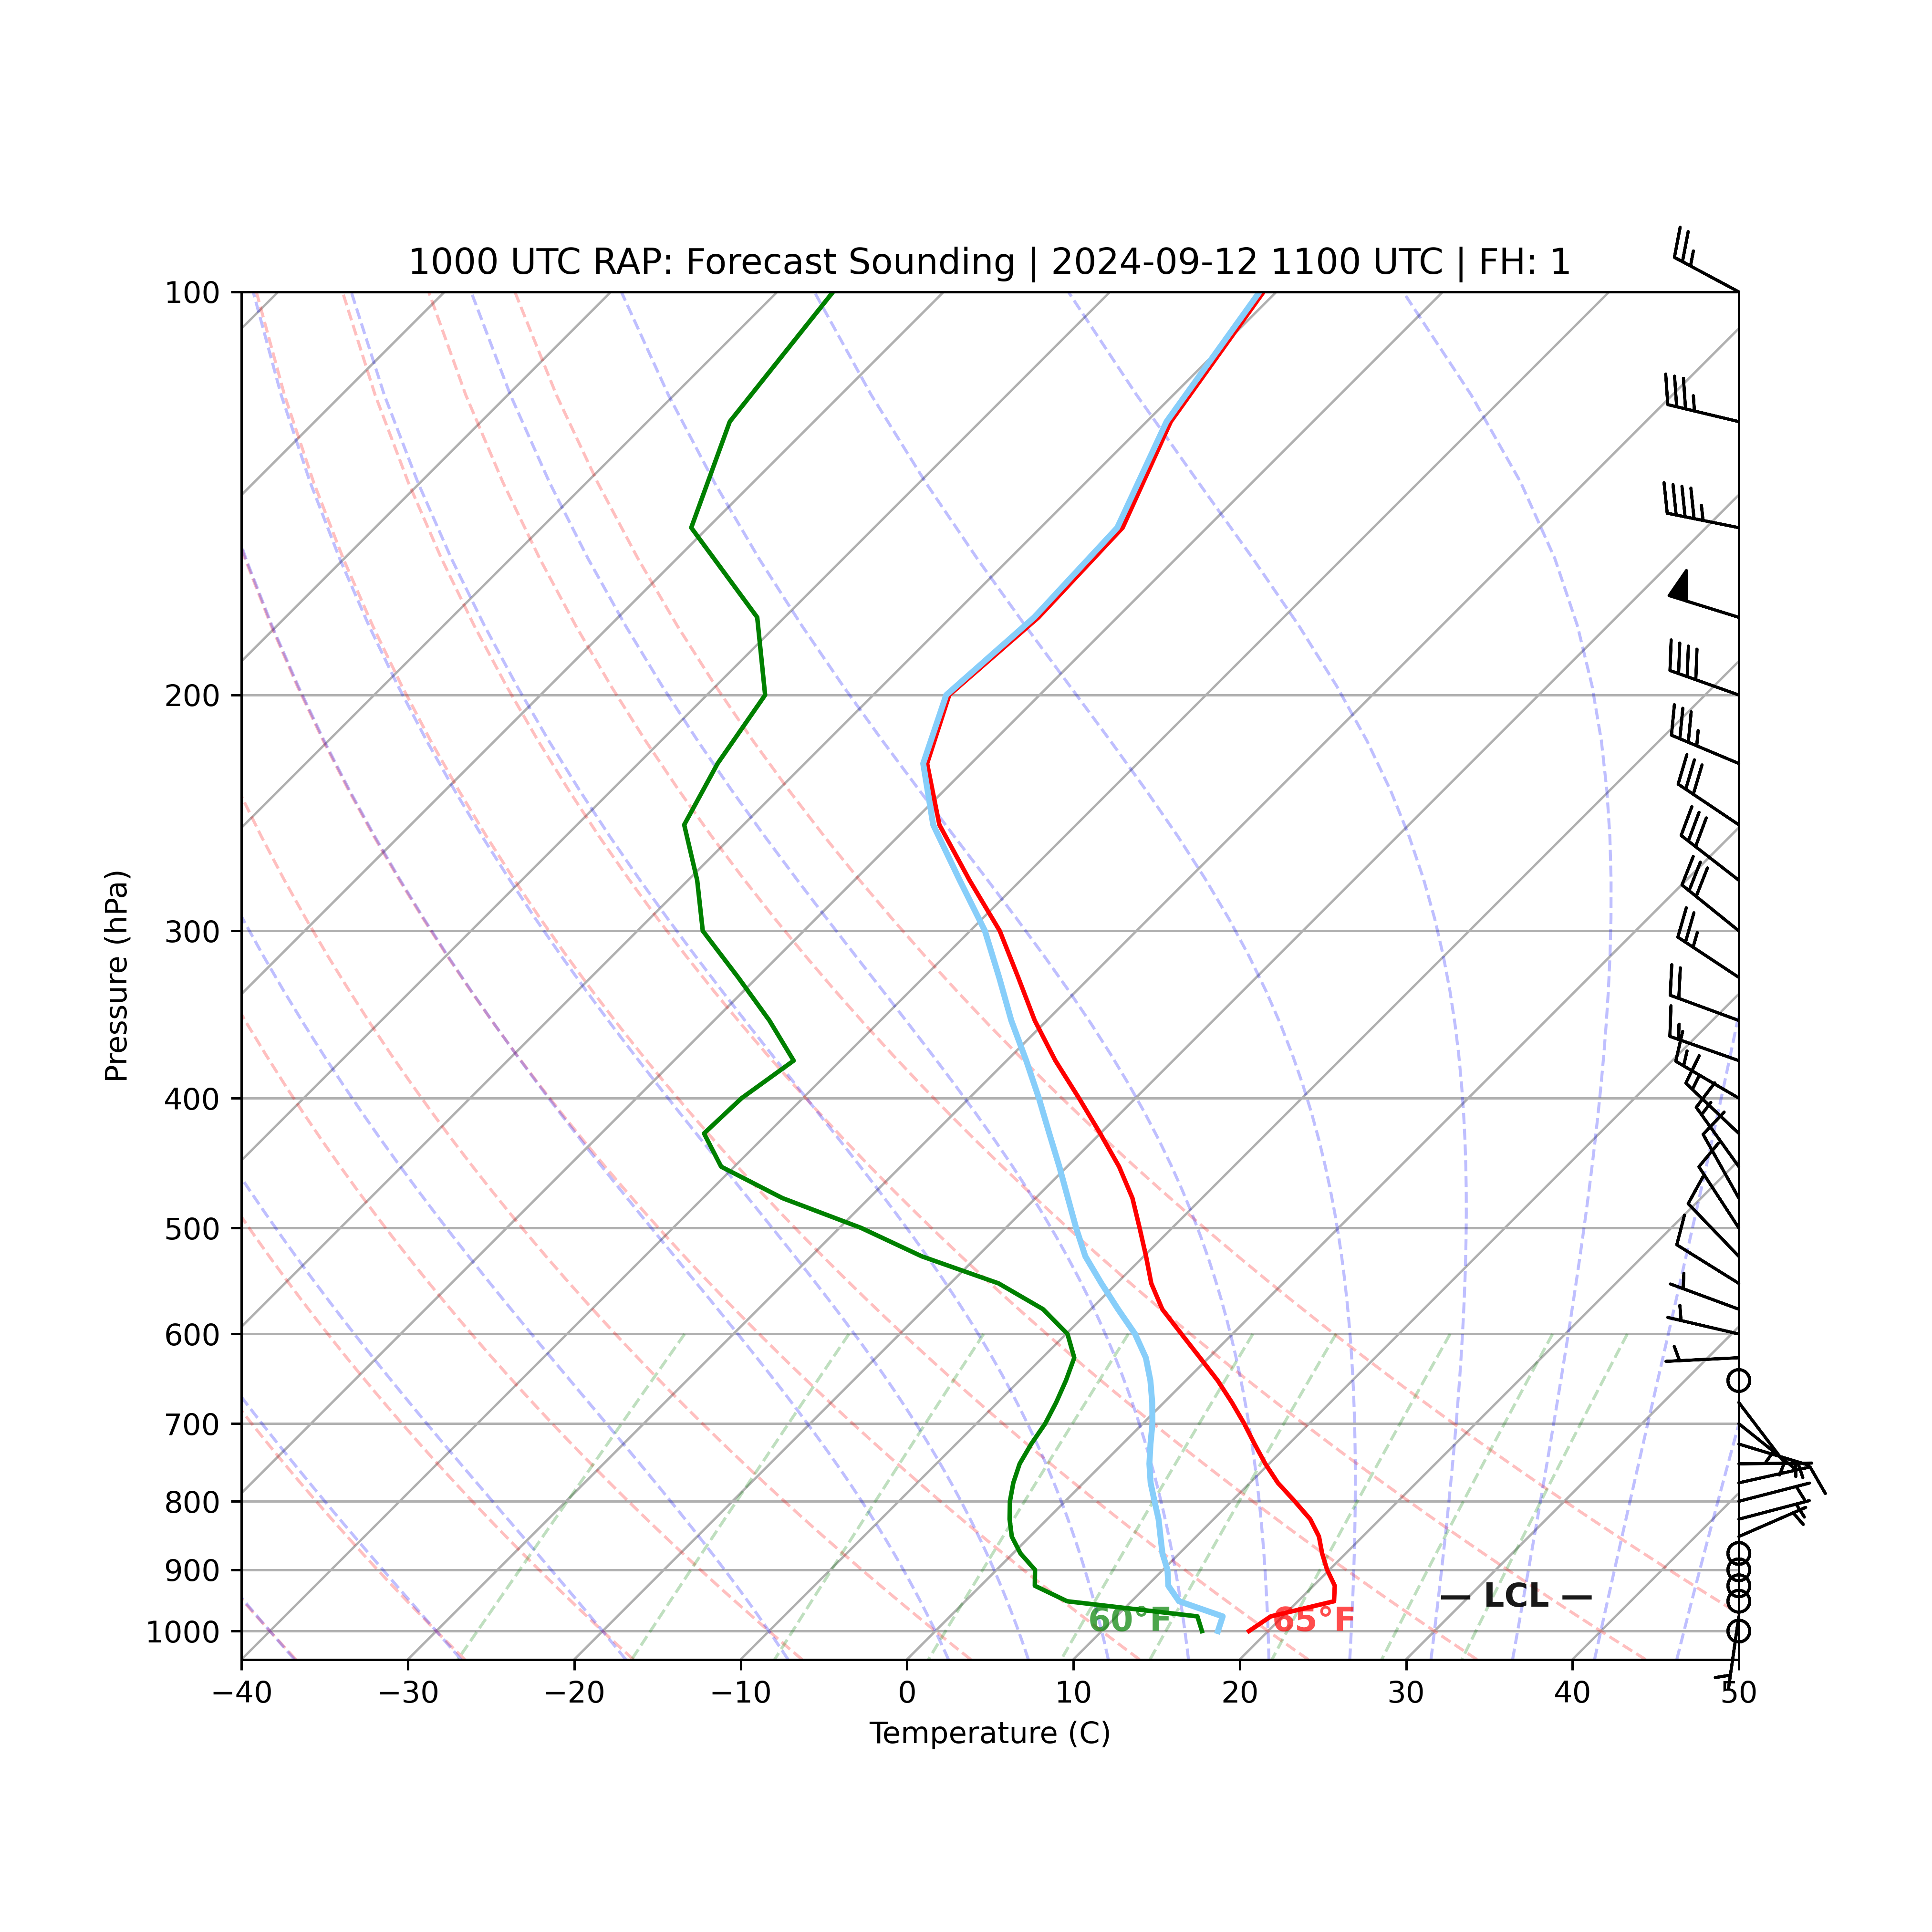 1000 UTC RAP: Forecast Sounding | 2024-09-12 1100 UTC | FH: 1
100
200
300
400
500
600
700
800
900
1000
Pressure (hPa)
— LCL —
60°F
65°F
−40 −30 −20 −10 0 10 20 30 40 50
Temperature (C)